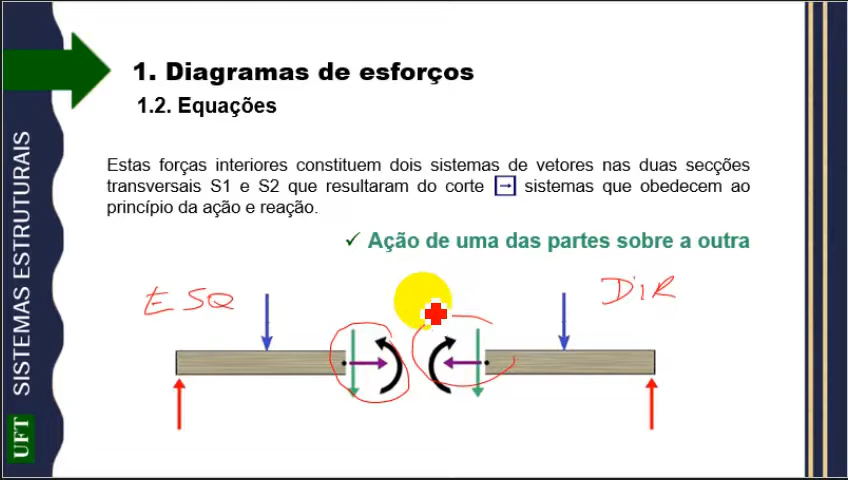 1. Diagramas de esforços
1.2. Equações
Estas forças interiores constituem dois sistemas de vetores nas duas secções
transversais S1 e S2 que resultaram do corte → sistemas que obedecem ao
princípio da ação e reação.
✓ Ação de uma das partes sobre a outra
ESQ
DIR
SISTEMAS ESTRUTURAIS
UFT